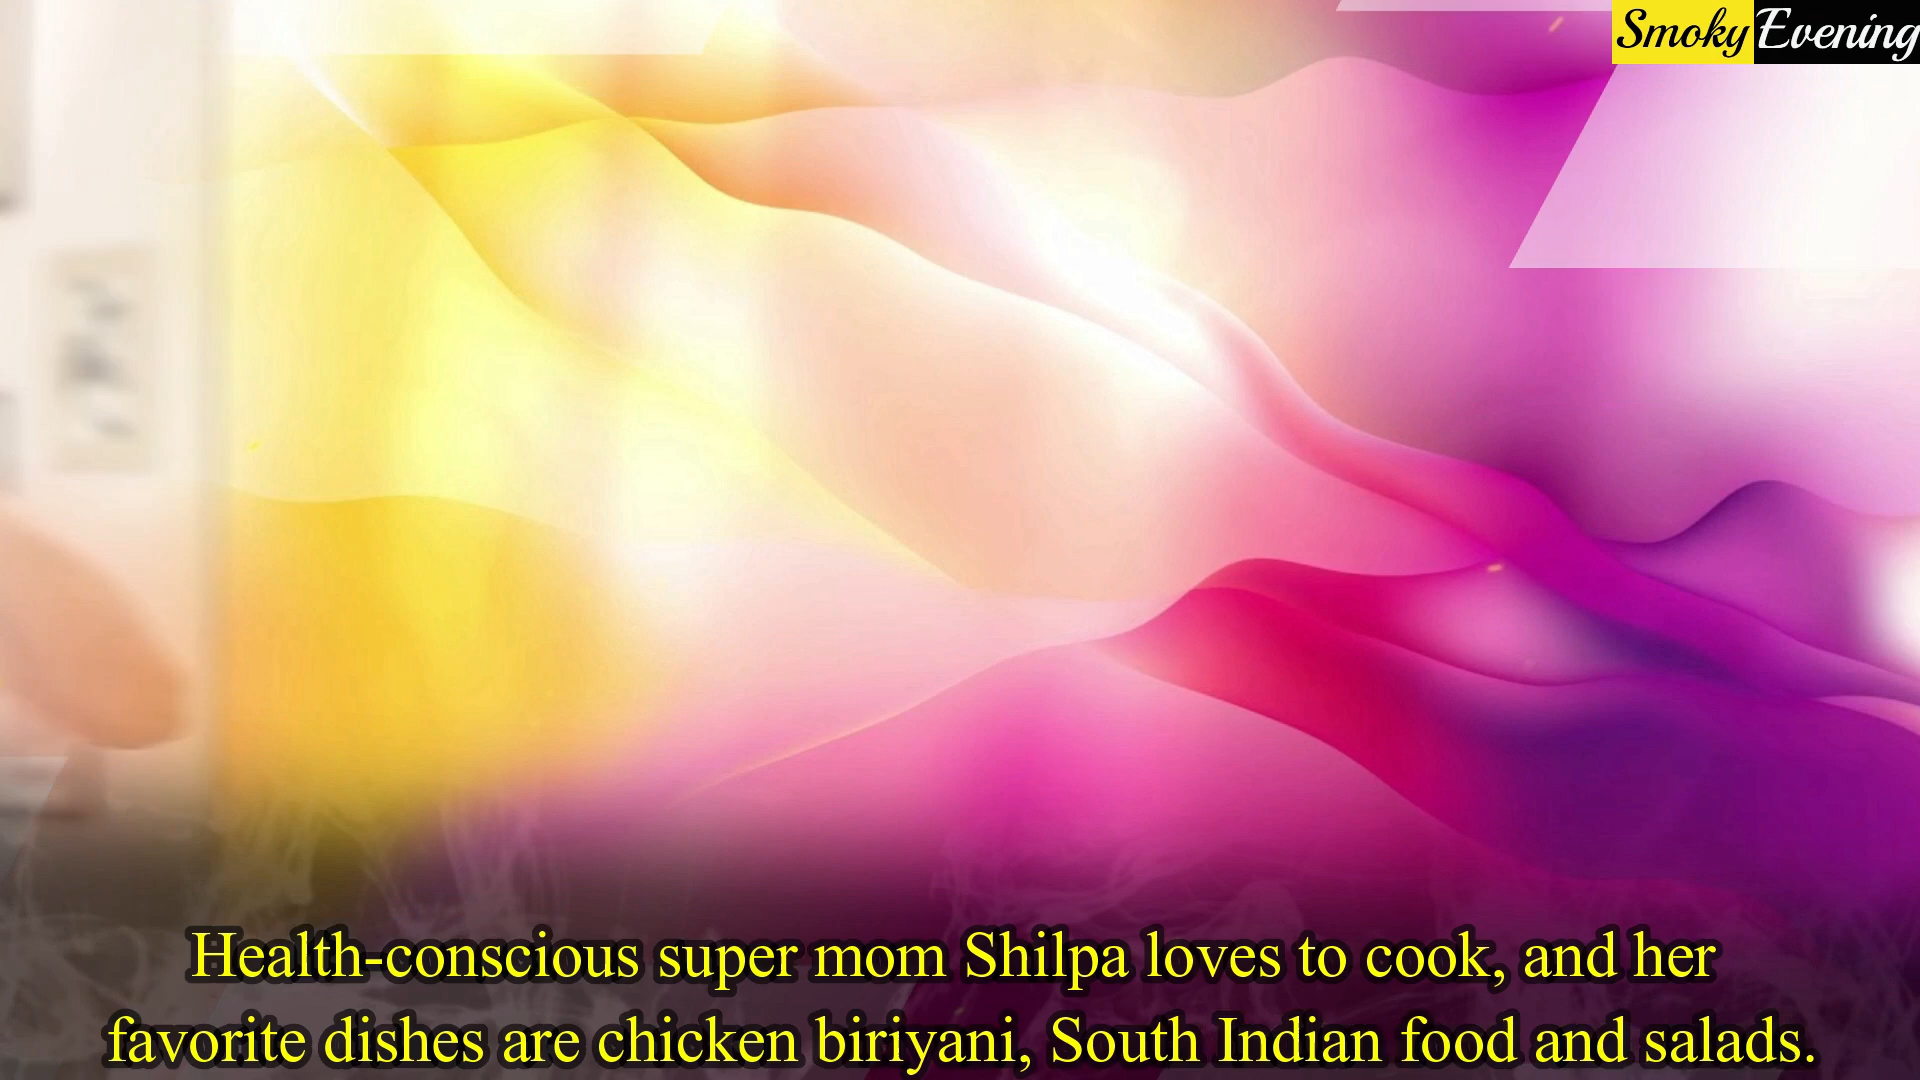 Smoky Evening
Health-conscious super mom Shilpa loves to cook, and her
favorite dishes are chicken biriyani, South Indian food and salads.